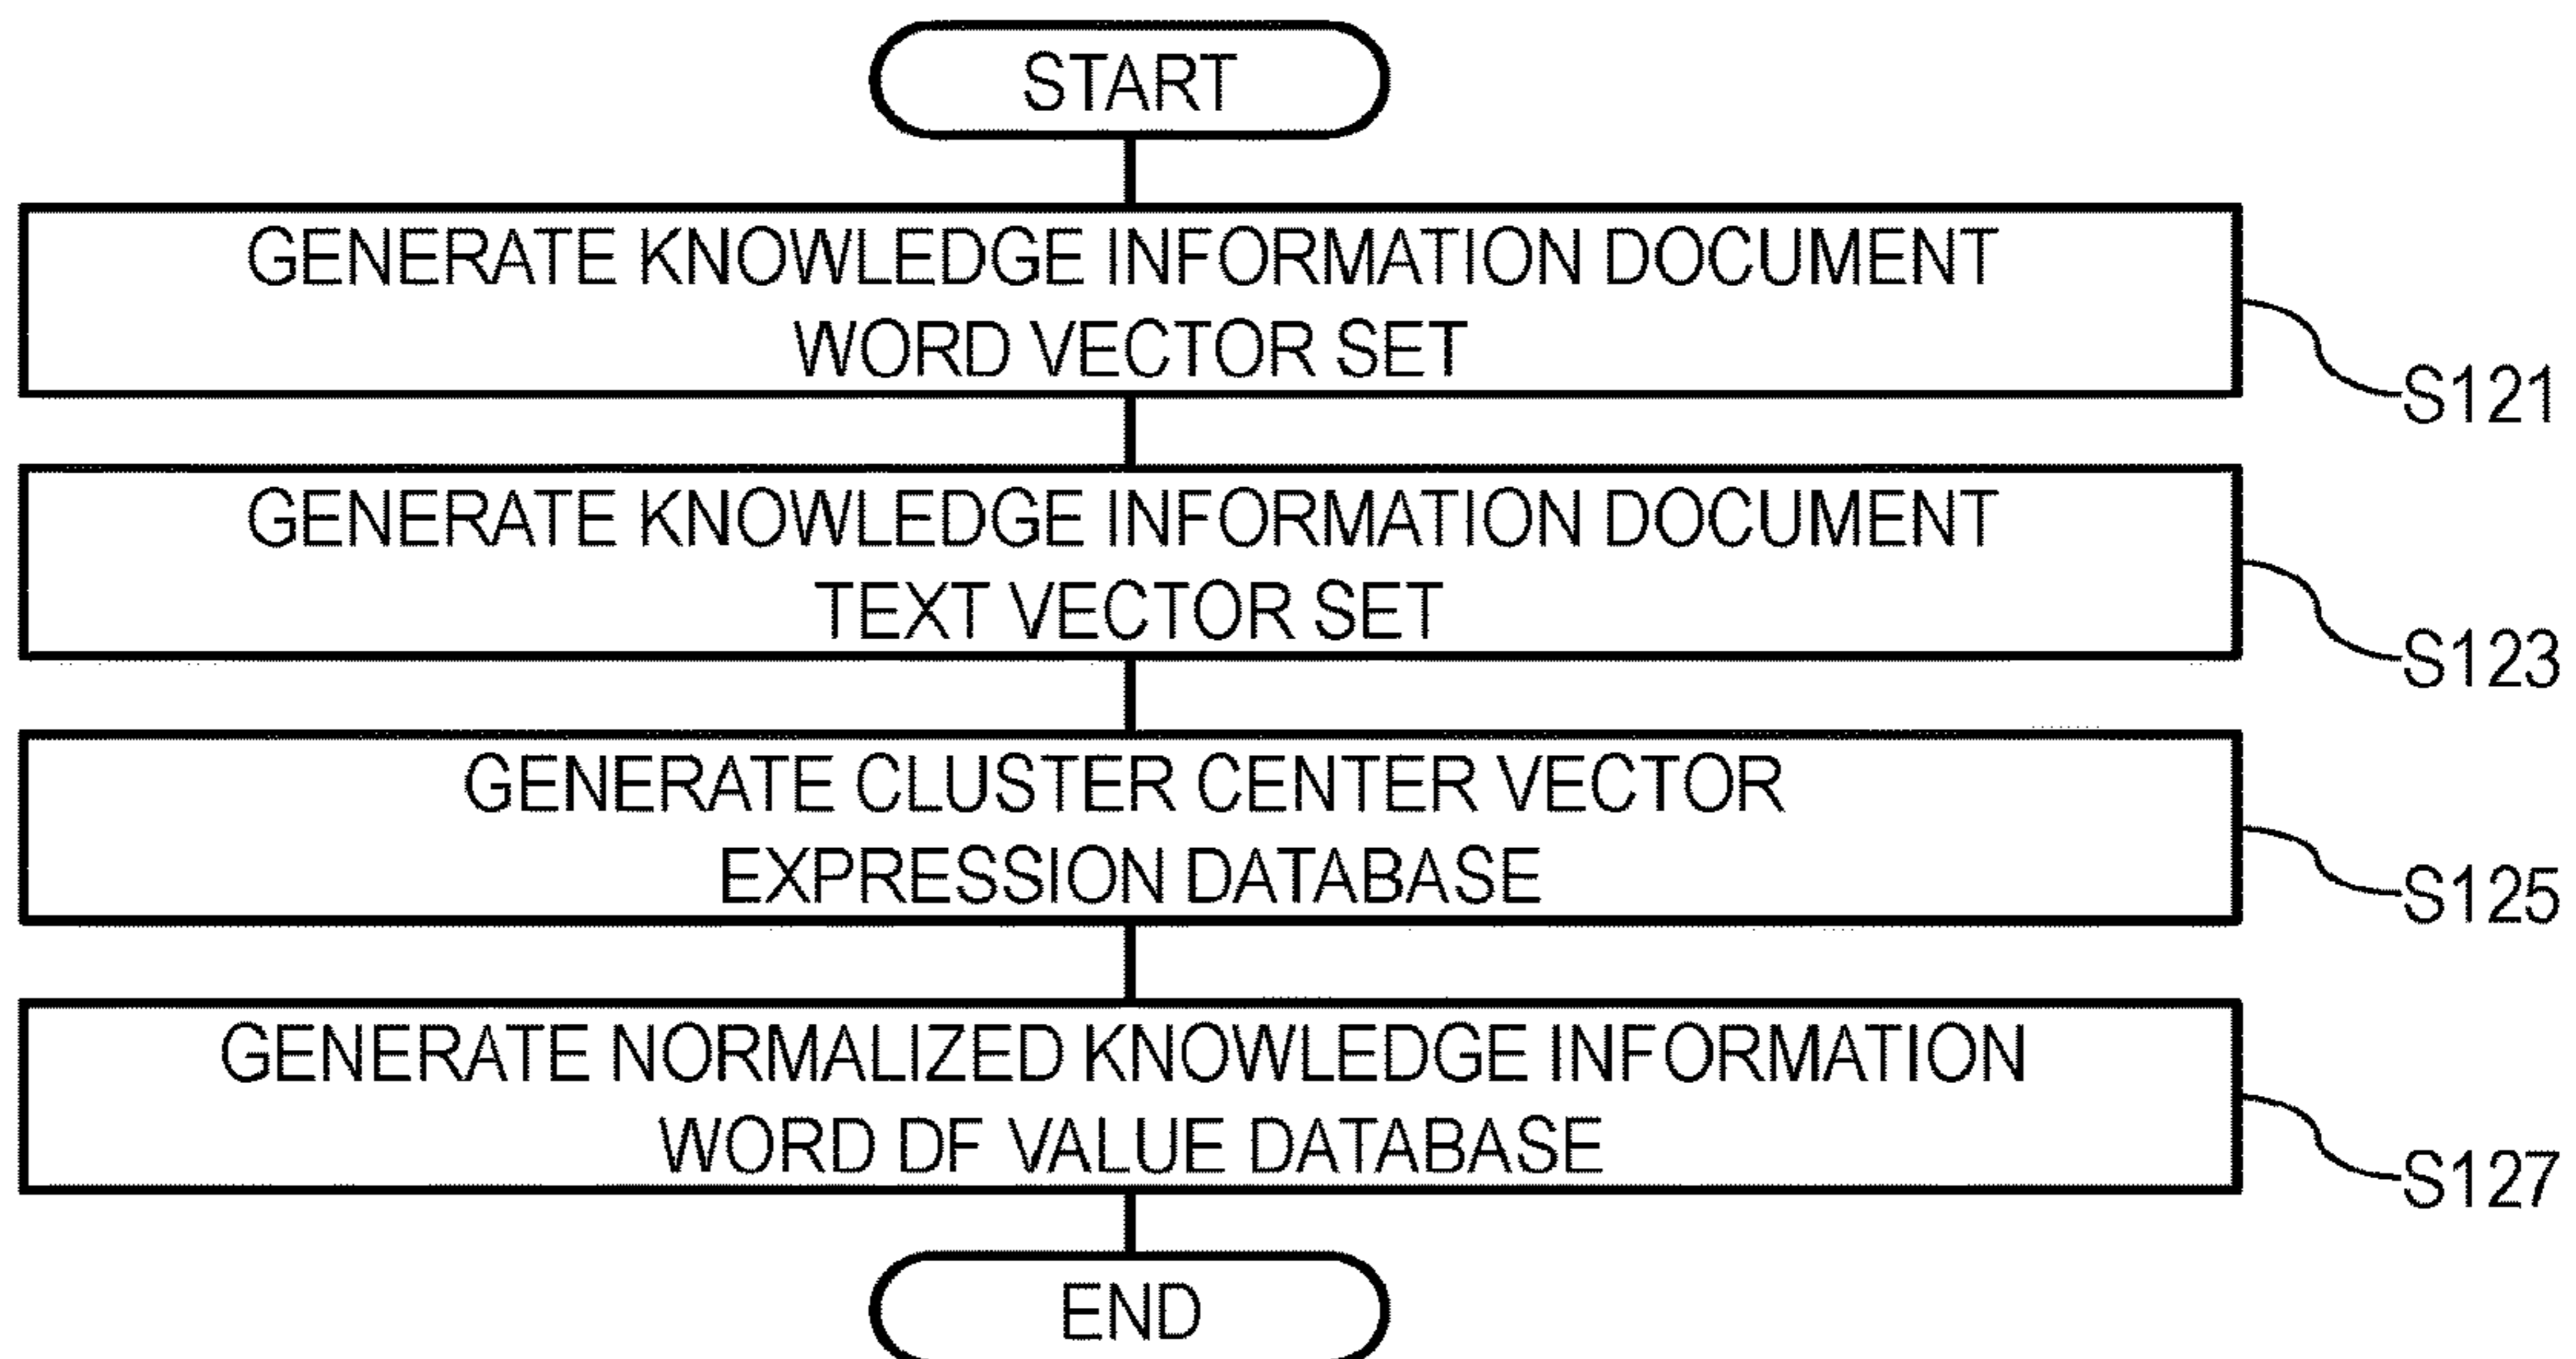 START
GENERATE KNOWLEDGE INFORMATION DOCUMENT
WORD VECTOR SET
S121
GENERATE KNOWLEDGE INFORMATION DOCUMENT
TEXT VECTOR SET
S123
GENERATE CLUSTER CENTER VECTOR
EXPRESSION DATABASE
S125
GENERATE NORMALIZED KNOWLEDGE INFORMATION
WORD DF VALUE DATABASE
S127
END